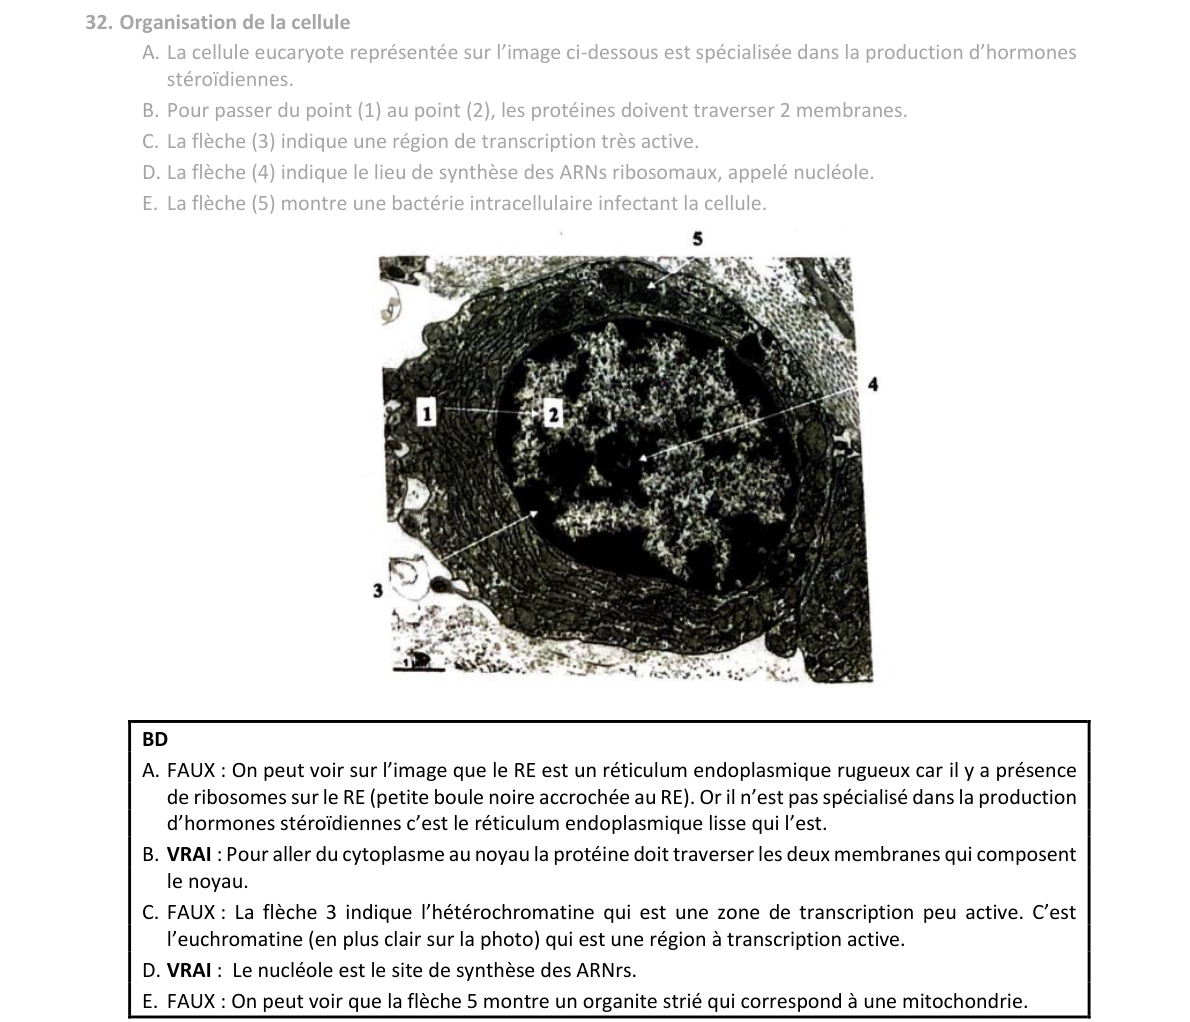 32. Organisation de la cellule
A. La cellule eucaryote représentée sur l’image ci-dessous est spécialisée dans la production d’hormones
stéroïdiennes.
B. Pour passer du point (1) au point (2), les protéines doivent traverser 2 membranes.
C. La flèche (3) indique une région de transcription très active.
D. La flèche (4) indique le lieu de synthèse des ARNs ribosomaux, appelé nucléole.
E. La flèche (5) montre une bactérie intracellulaire infectant la cellule.
5
4
1
2
3
BD
A. FAUX : On peut voir sur l’image que le RE est un réticulum endoplasmique rugueux car il y a présence
de ribosomes sur le RE (petite boule noire accrochée au RE). Or il n’est pas spécialisé dans la production
d’hormones stéroïdiennes c’est le réticulum endoplasmique lisse qui l’est.
B. VRAI : Pour aller du cytoplasme au noyau la protéine doit traverser les deux membranes qui composent
le noyau.
C. FAUX : La flèche 3 indique l’hétérochromatine qui est une zone de transcription peu active. C’est
l’euchromatine (en plus clair sur la photo) qui est une région à transcription active.
D. VRAI : Le nucléole est le site de synthèse des ARNrs.
E. FAUX : On peut voir que la flèche 5 montre un organite strié qui correspond à une mitochondrie.